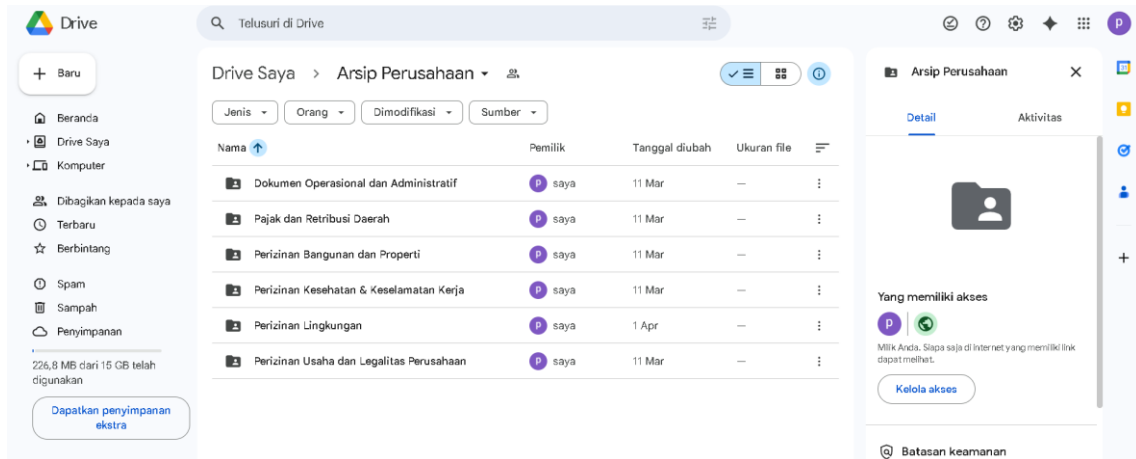 Drive
Telusuri di Drive
P
Baru
Beranda
Drive Saya
Komputer
Dibagikan kepada saya
Terbaru
Berbintang
Spam
Sampah
Penyimpanan
226,8 MB dari 15 GB telah
digunakan
Dapatkan penyimpanan
ekstra
Drive Saya > Arsip Perusahaan
Jenis Orang Dimodifikasi Sumber
Nama Pemilik Tanggal diubah Ukuran file
Dokumen Operasional dan Administratif P saya 11 Mar —
Pajak dan Retribusi Daerah P saya 11 Mar —
Perizinan Bangunan dan Properti P saya 11 Mar —
Perizinan Kesehatan & Keselamatan Kerja P saya 11 Mar —
Perizinan Lingkungan P saya 1 Apr —
Perizinan Usaha dan Legalitas Perusahaan P saya 11 Mar —
Arsip Perusahaan
Detail Aktivitas
Yang memiliki akses
P
Milik Anda. Siapa saja di internet yang memiliki link
dapat melihat.
Kelola akses
Batasan keamanan
31